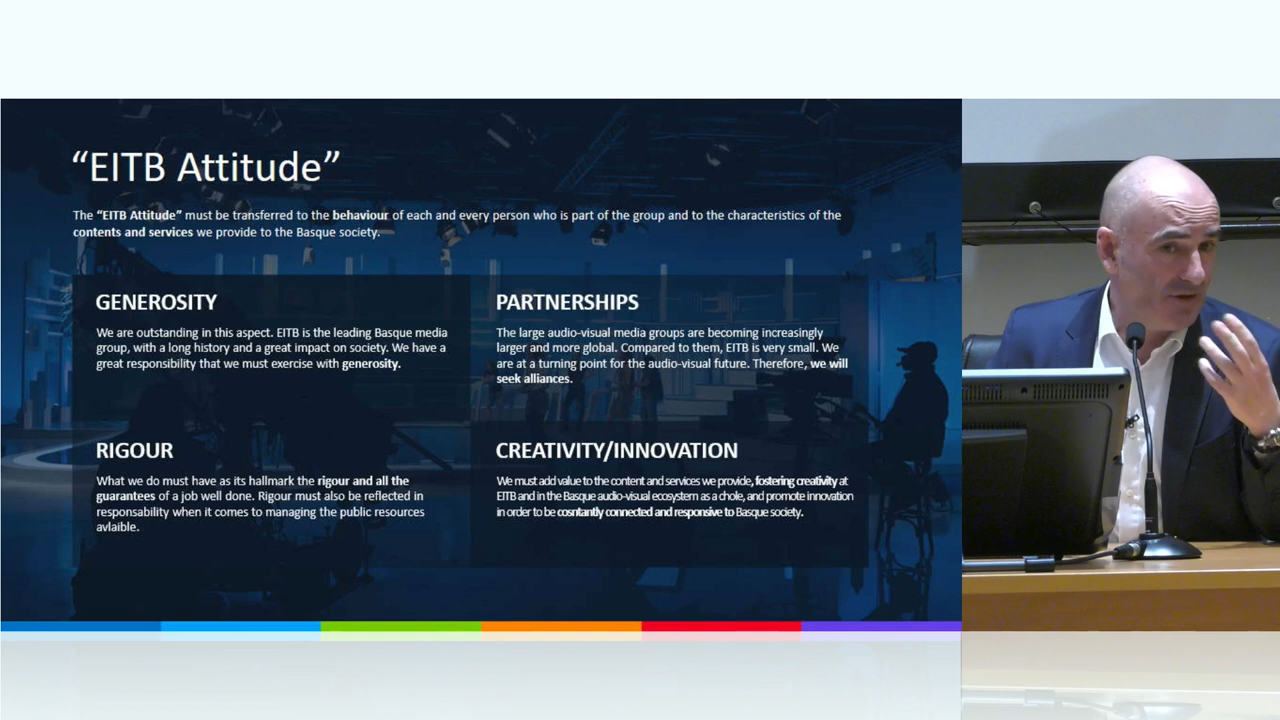 “EITB Attitude”
The “EITB Attitude” must be transferred to the behaviour of each and every person who is part of the group and to the characteristics of the
contents and services we provide to the Basque society.
GENEROSITY
We are outstanding in this aspect. EITB is the leading Basque media
group, with a long history and a great impact on society. We have a
great responsibility that we must exercise with generosity.
PARTNERSHIPS
The large audio-visual media groups are becoming increasingly
larger and more global. Compared to them, EITB is very small. We
are at a turning point for the audio-visual future. Therefore, we will
seek alliances.
RIGOUR
What we do must have as its hallmark the rigour and all the
guarantees of a job well done. Rigour must also be reflected in
responsability when it comes to managing the public resources
avlaible.
CREATIVITY/INNOVATION
We must add value to the content and services we provide, fostering creativity at
EITB and in the Basque audio-visual ecosystem as a chole, and promote innovation
in order to be cosntantly connected and responsive to Basque society.